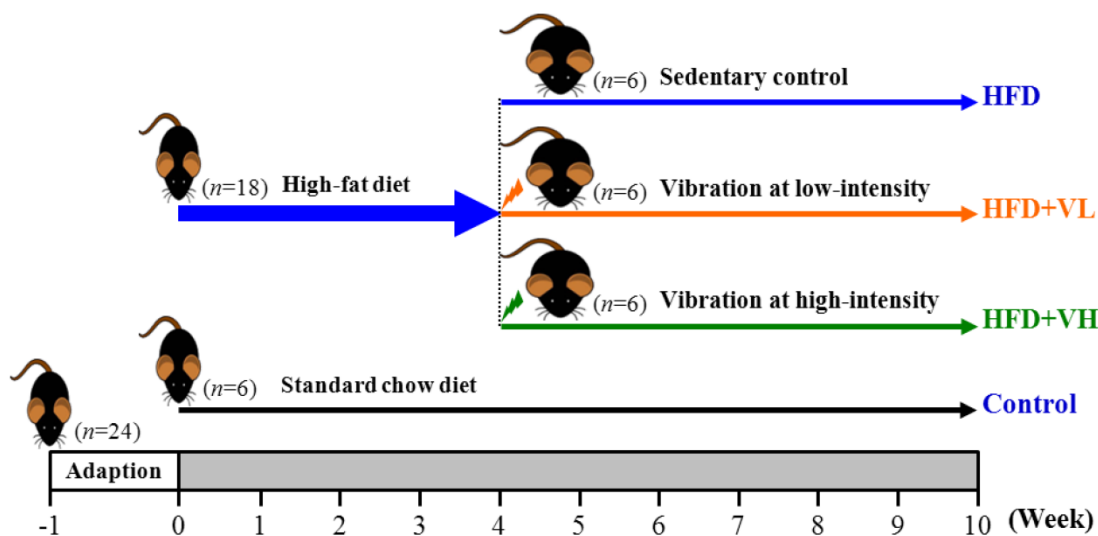 (n=6) Sedentary control
HFD
(n=18) High-fat diet
(n=6) Vibration at low-intensity
HFD+VL
(n=6) Vibration at high-intensity
HFD+VH
(n=6) Standard chow diet
Control
(n=24)
Adaption
-1 0 1 2 3 4 5 6 7 8 9 10 (Week)